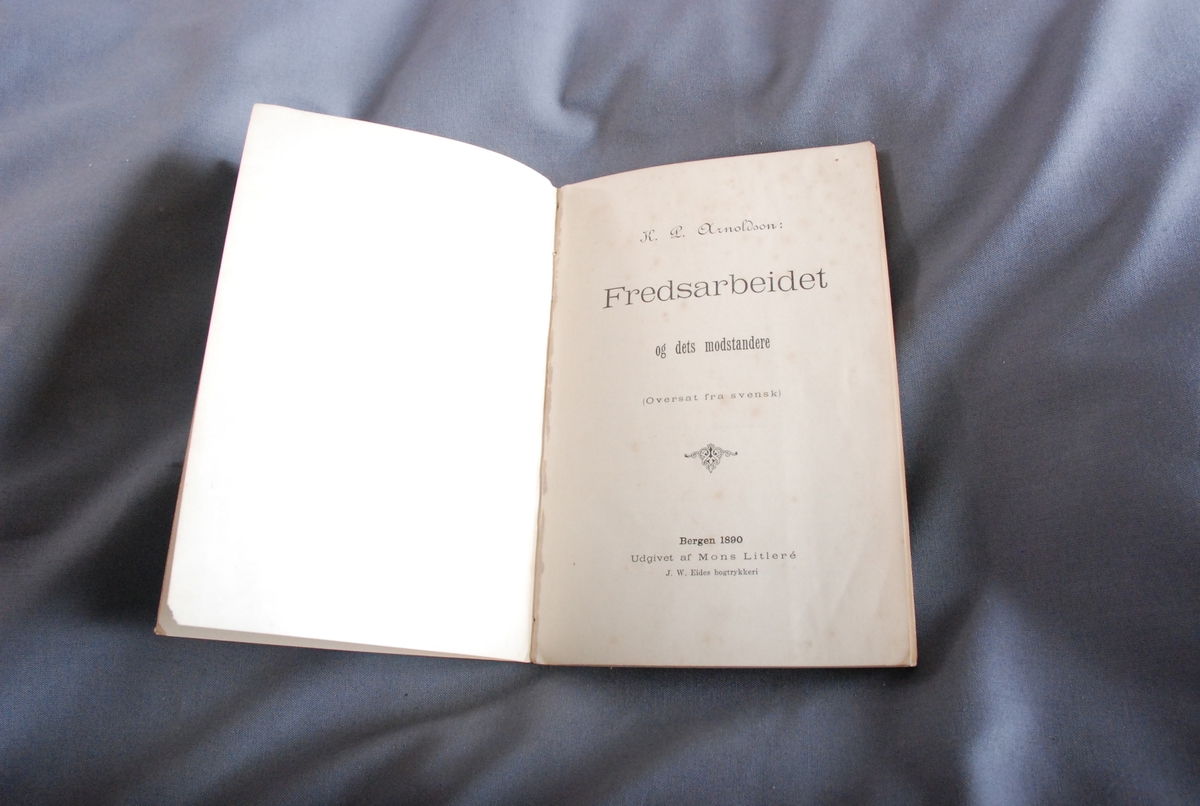 K. P. Arnoldson:
Fredsarbeidet
og dets modstandere
(Oversat fra svensk)
Bergen 1890
Udgivet af Mons Litleré
J. W. Eides bogtrykkeri